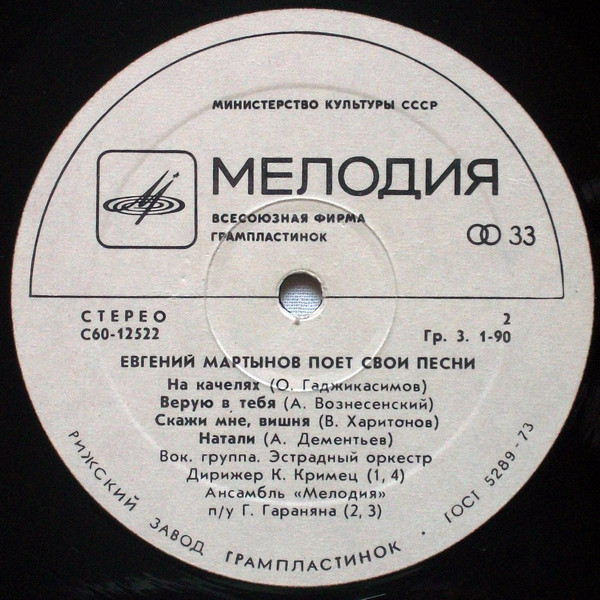 МИНИСТЕРСТВО КУЛЬТУРЫ СССР
МЕЛОДИЯ
ВСЕСОЮЗНАЯ ФИРМА
ГРАМПЛАСТИНОК
33
СТЕРЕО
2
С60-12522
Гр. 3. 1-90
ЕВГЕНИЙ МАРТЫНОВ ПОЕТ СВОИ ПЕСНИ
На качелях (О. Гаджикасимов)
Верую в тебя (А. Вознесенский)
Скажи мне, вишня (В. Харитонов)
Натали (А. Дементьев)
Вок. группа. Эстрадный оркестр
Дирижер К. Кримец (1, 4)
Ансамбль «Мелодия»
п/у Г. Гараняна (2, 3)
РИЖСКИЙ ЗАВОД ГРАМПЛАСТИНОК · ГОСТ 5289-73